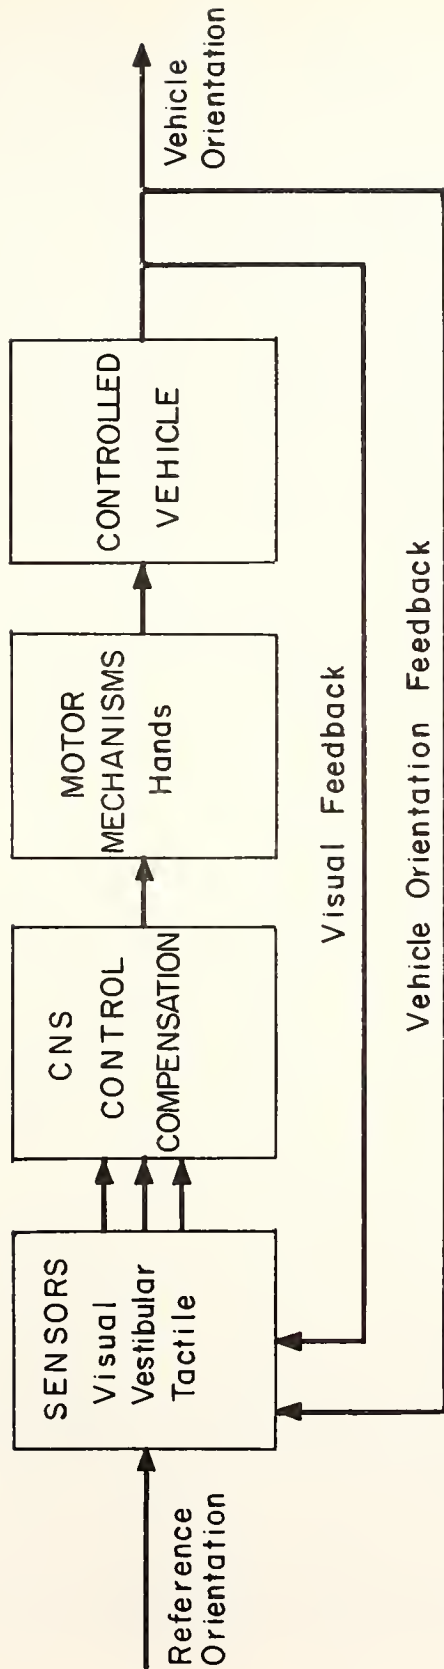 Reference
Orientation
SENSORS
Visual
Vestibular
Tactile
CNS
CONTROL
COMPENSATION
MOTOR
MECHANISMS
Hands
CONTROLLED
VEHICLE
Vehicle
Orientation
Visual Feedback
Vehicle Orientation Feedback